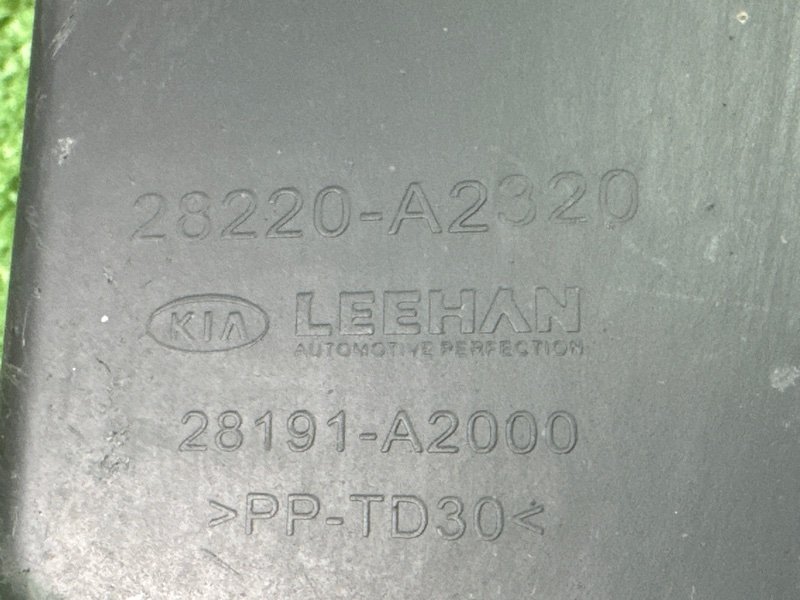 28220-A2320
KIA LEEHAN
AUTOMOTIVE PERFECTION
28191-A2000
>PP-TD30<